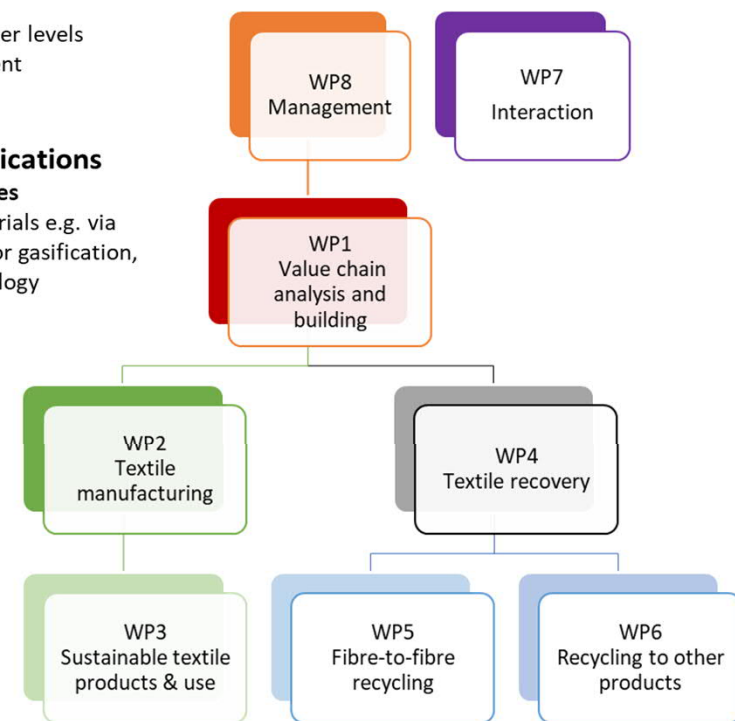 er levels
ent
ications
es
rials e.g. via
or gasification,
logy
WP8
Management
WP7
Interaction
WP1
Value chain
analysis and
building
WP2
Textile
manufacturing
WP4
Textile recovery
WP3
Sustainable textile
products & use
WP5
Fibre-to-fibre
recycling
WP6
Recycling to other
products